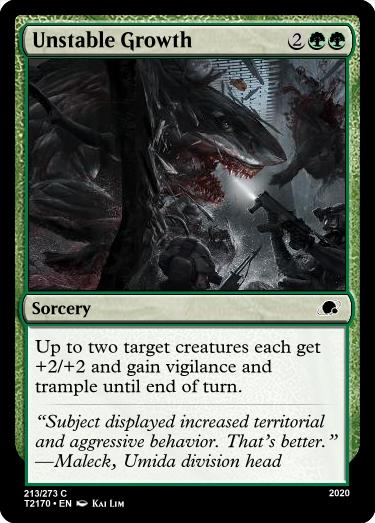 Unstable Growth 2
Sorcery
Up to two target creatures each get
+2/+2 and gain vigilance and
trample until end of turn.
“Subject displayed increased territorial
and aggressive behavior. That’s better.”
—Maleck, Umida division head
213/273 C 2020
T2170 • EN Kai Lim